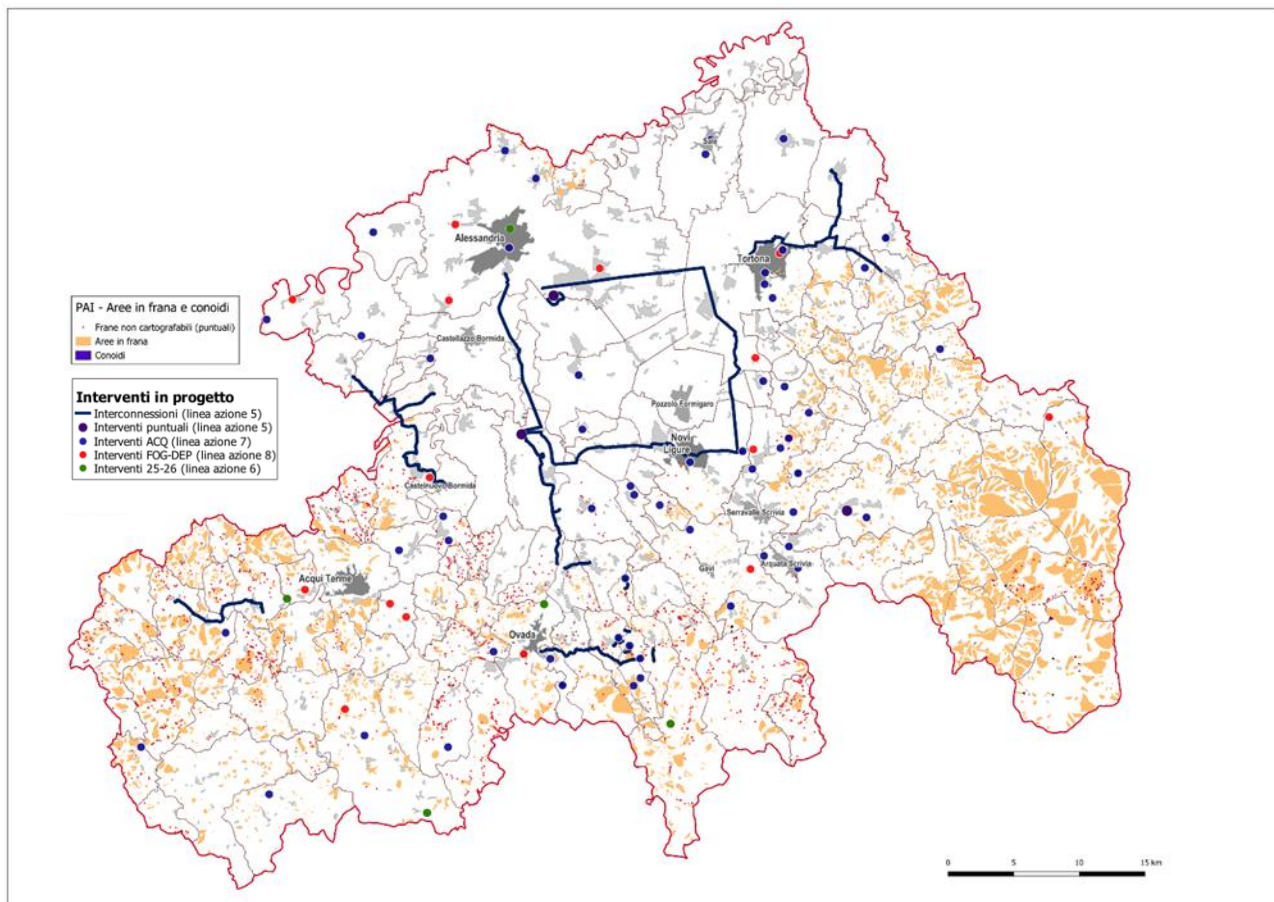 Sale
Alessandria
Tortona
PAI - Aree in frana e conoidi
Frane non cartografabili (puntuali)
Aree in frana
Conoidi
Castellazzo Bormida
Interventi in progetto
Interconnessioni (linea azione 5)
Interventi puntuali (linea azione 5)
Interventi ACQ (linea azione 7)
Interventi FOG-DEP (linea azione 8)
Interventi 25-26 (linea azione 6)
Pozzolo Formigaro
Novi
Ligure
Castelnuovo Bormida
Serravalle Scrivia
Gavi
Arquata Scrivia
Acqui Terme
Ovada
0 5 10 15 km